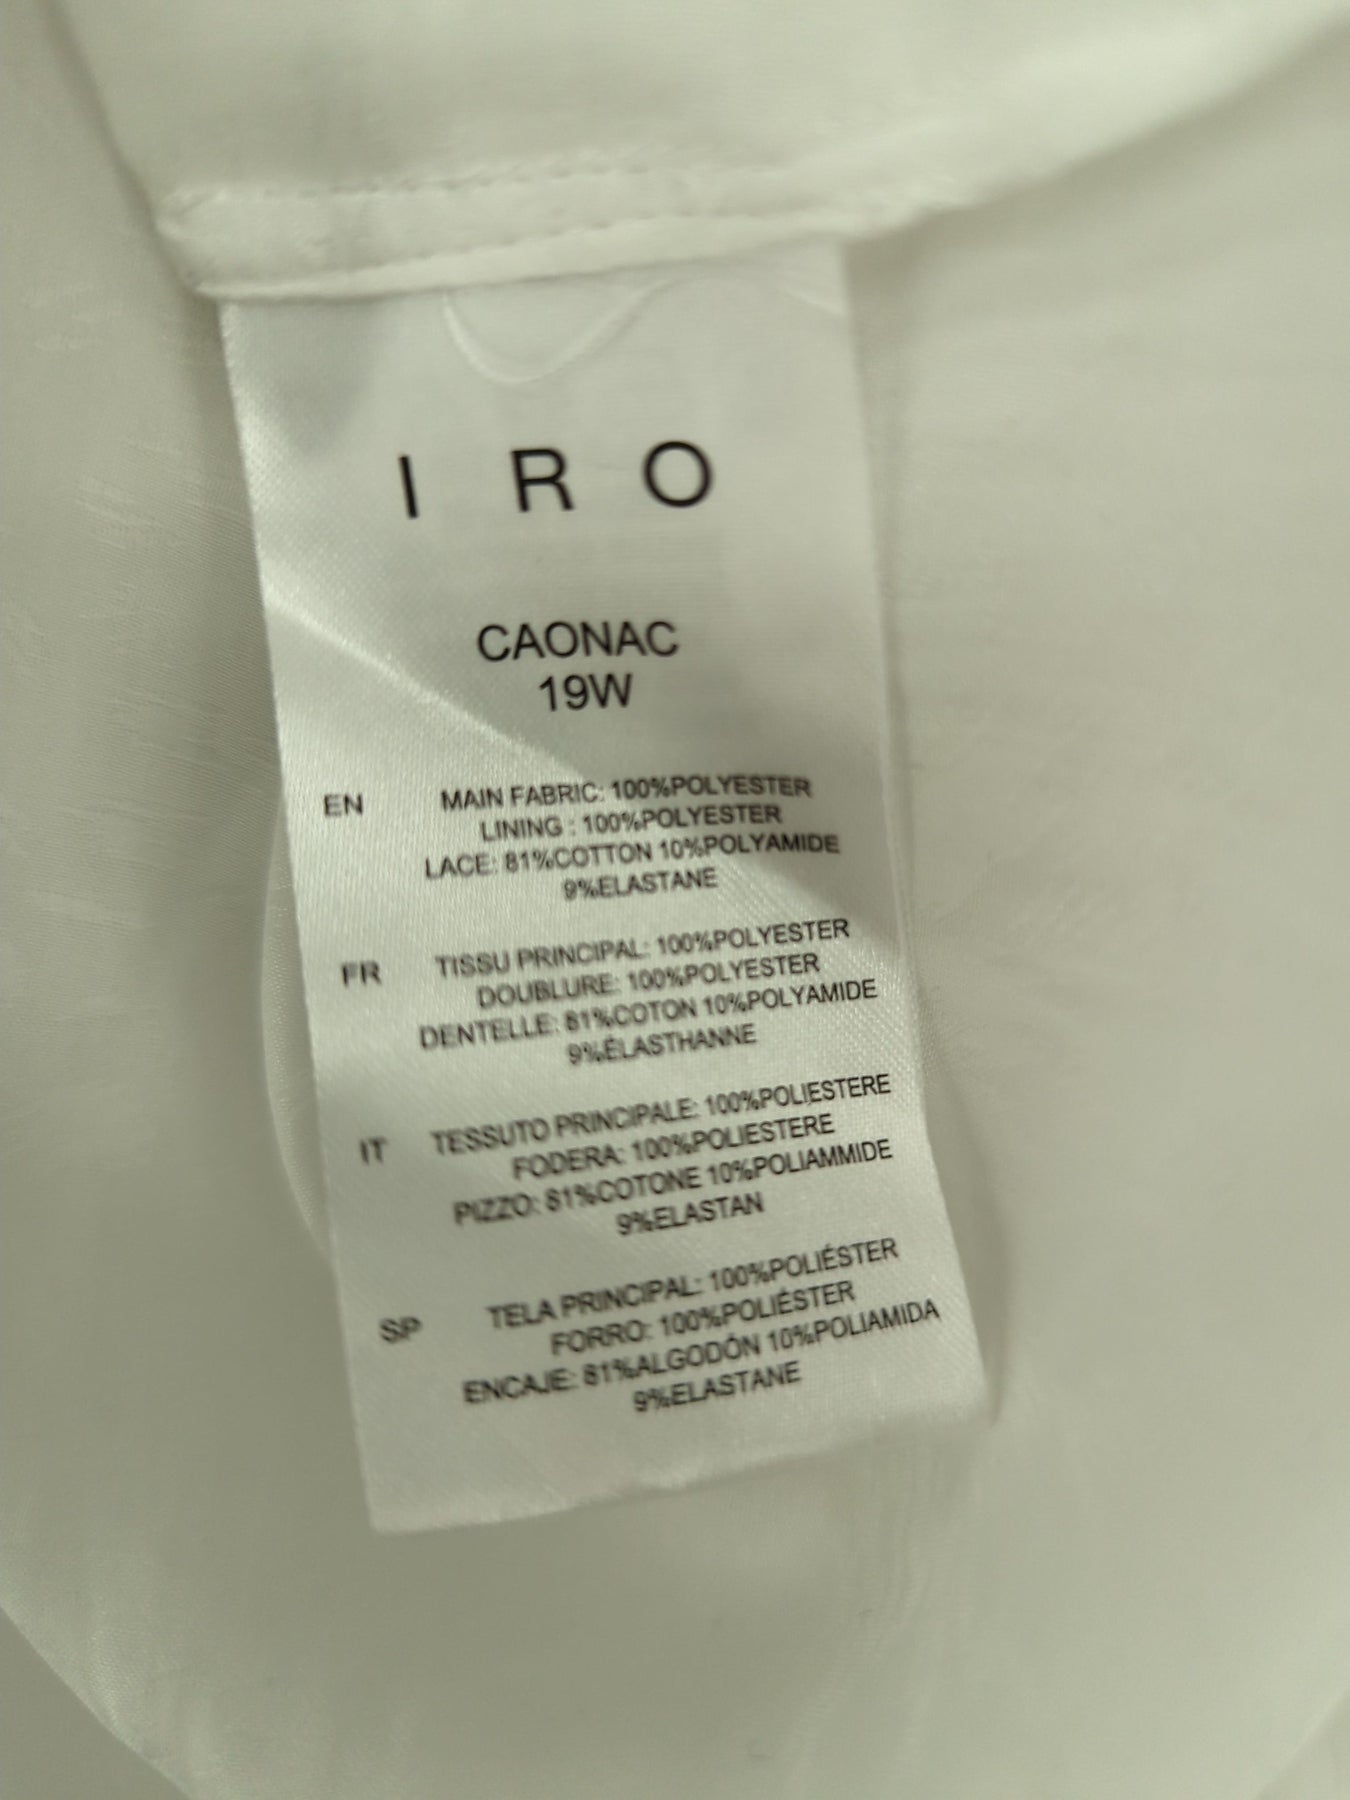 I R O
CAONAC
19W
EN MAIN FABRIC: 100%POLYESTER
LINING : 100%POLYESTER
LACE: 81%COTTON 10%POLYAMIDE
9%ELASTANE
FR TISSU PRINCIPAL: 100%POLYESTER
DOUBLURE: 100%POLYESTER
DENTELLE: 81%COTON 10%POLYAMIDE
9%ÉLASTHANNE
IT TESSUTO PRINCIPALE: 100%POLIESTERE
FODERA: 100%POLIESTERE
PIZZO: 81%COTONE 10%POLIAMMIDE
9%ELASTAN
SP TELA PRINCIPAL: 100%POLIÉSTER
FORRO: 100%POLIÉSTER
ENCAJE: 81%ALGODÓN 10%POLIAMIDA
9%ELASTANE